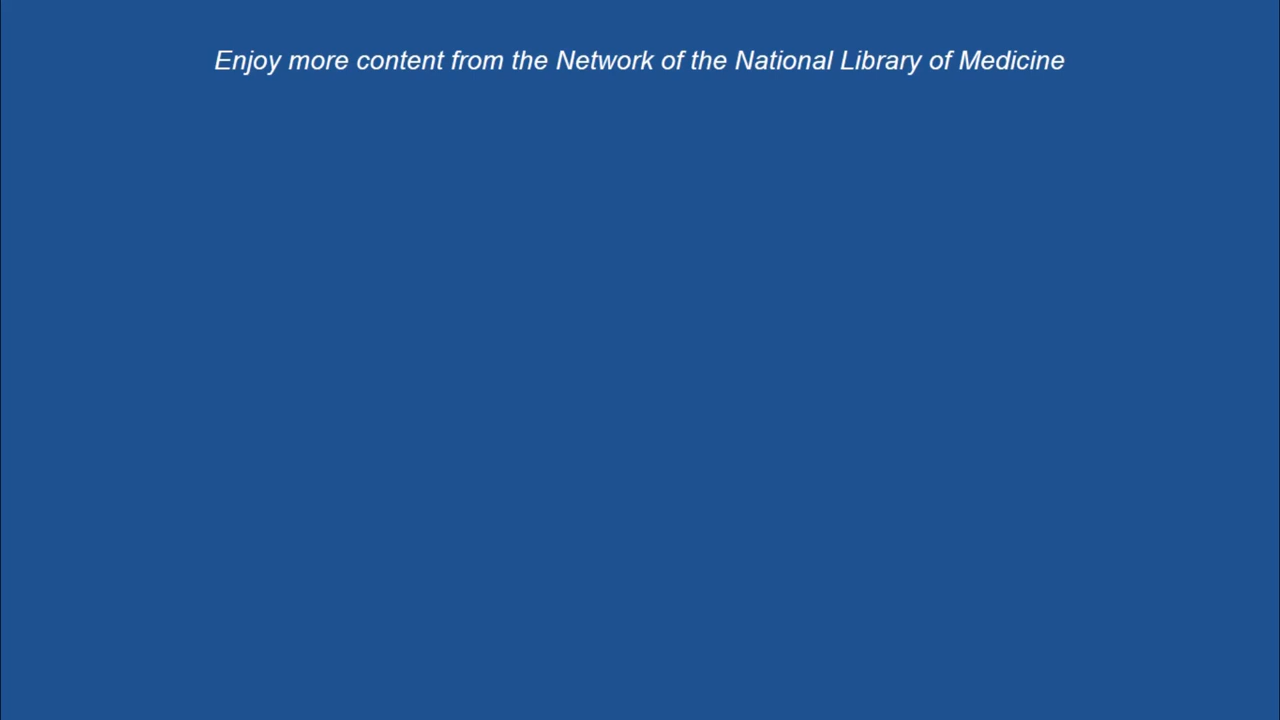 Enjoy more content from the Network of the National Library of Medicine